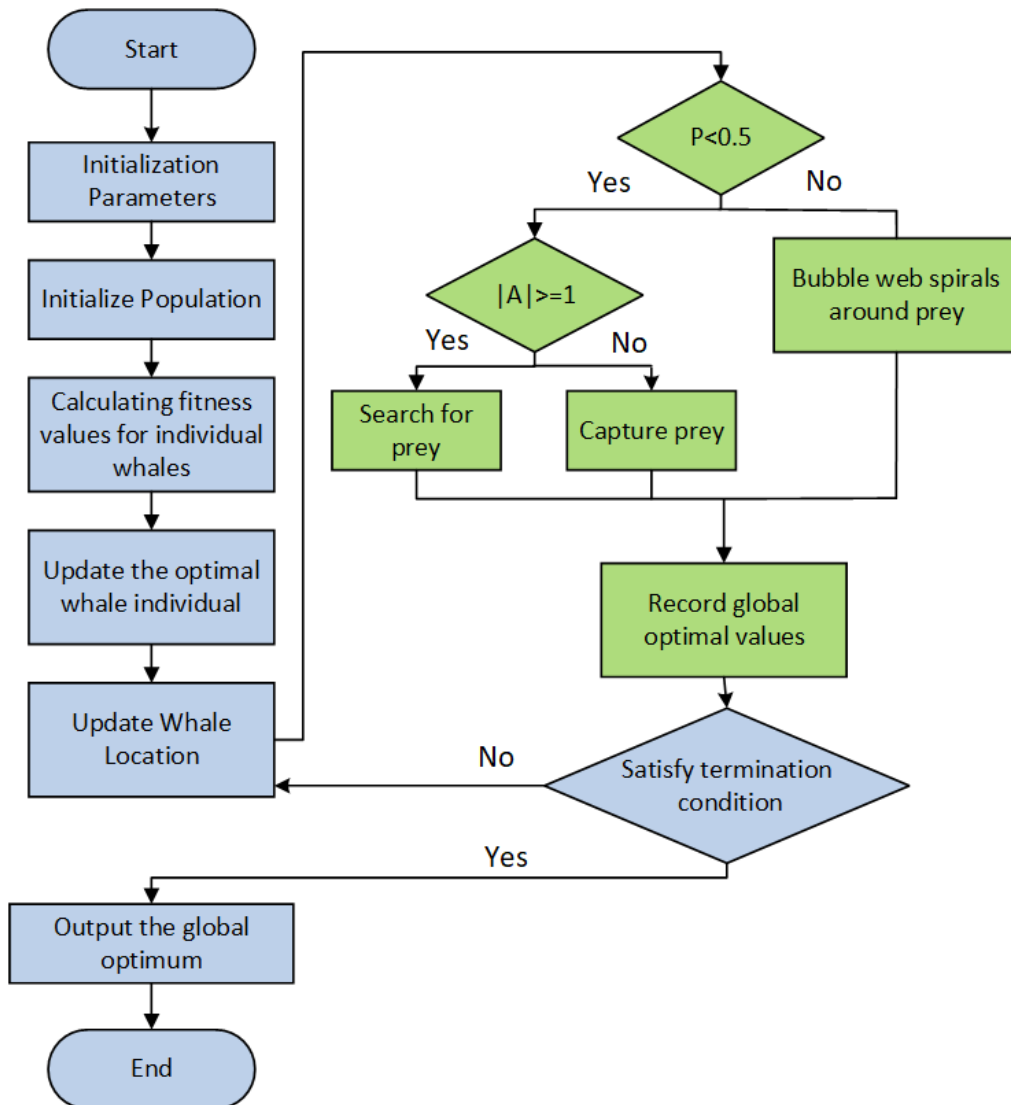 Start
Initialization
Parameters
Initialize Population
Calculating fitness
values for individual
whales
Update the optimal
whale individual
Update Whale
Location
P<0.5
Yes
No
|A|>=1
Yes
No
Bubble web spirals
around prey
Search for
prey
Capture prey
Record global
optimal values
Satisfy termination
condition
No
Yes
Output the global
optimum
End